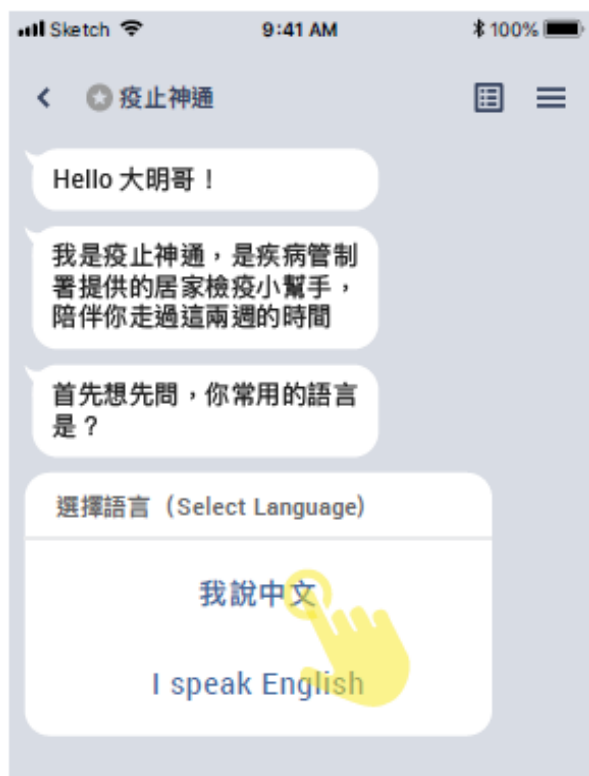 Sketch 9:41 AM 100%
疫止神通
Hello 大明哥！
我是疫止神通，是疾病管制
署提供的居家檢疫小幫手，
陪伴你走過這兩週的時間
首先想先問，你常用的語言
是？
選擇語言（Select Language）
我說中文
I speak English